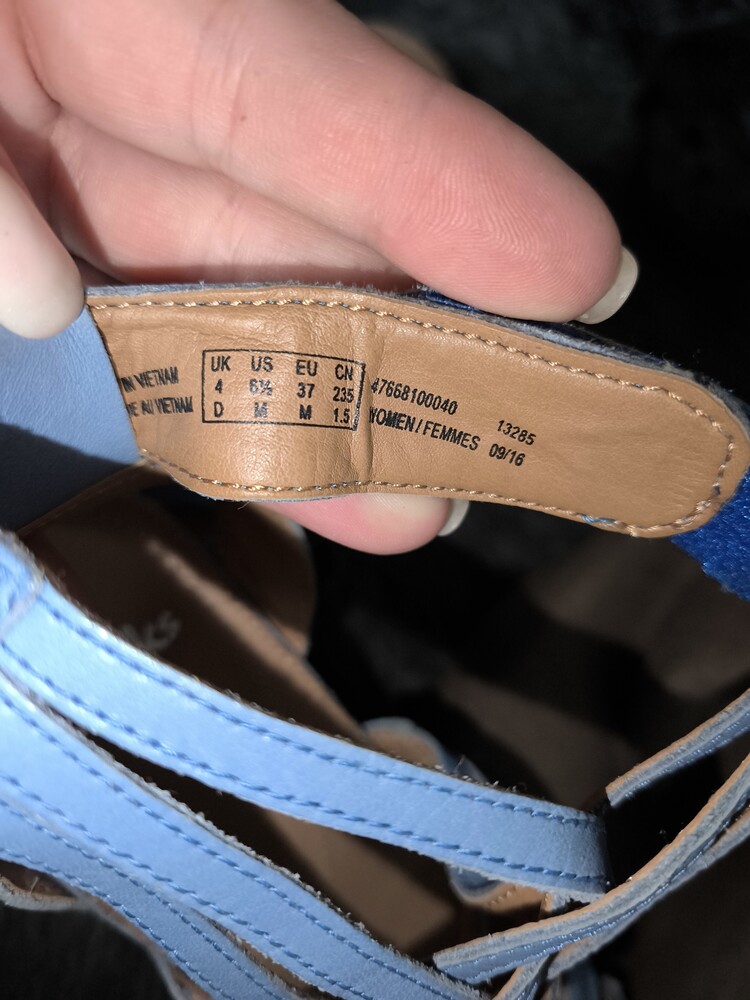 IN VIETNAM
AU VIETNAM
UK US EU CN
4 6½ 37 235
D M M 1.5
47668100040
WOMEN/FEMMES
13285
09/16